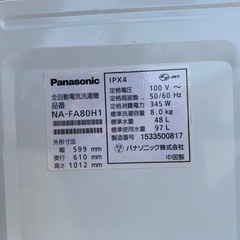 Panasonic
全自動電気洗濯機
品番
NA-FA80H1
外形寸法
幅 599 mm
奥行 610 mm
高さ 1012 mm
IPX4
JET
定格電圧 100 V ～
定格周波数 50/60 Hz
定格消費電力 345 W
標準洗濯容量 8.0 kg
標準水量 48 L
標準使用水量 97 L
製造番号 1533500817
パナソニック株式会社
中国製